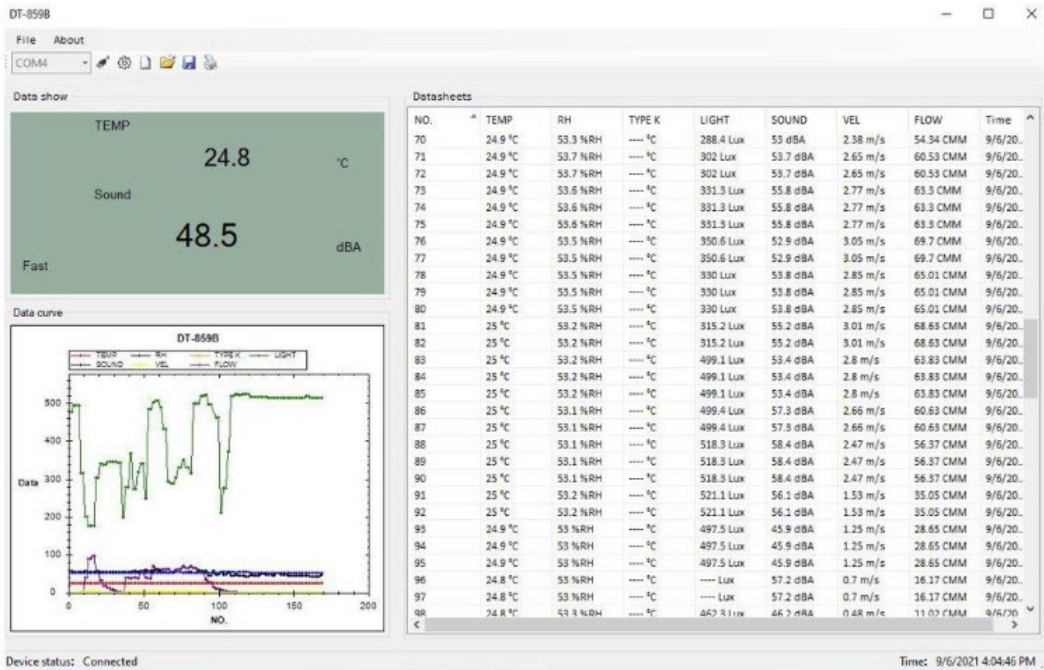 DT-859B
File About
COM4
Data show
TEMP
24.8 °C
Sound
48.5 dBA
Fast
Data curve
DT-859B
TEMP RH TYPE K LIGHT
SOUND VEL FLOW
500
400
Data 300
200
100
0
0 50 100 150 200
NO.
Datasheets
NO. TEMP RH TYPE K LIGHT SOUND VEL FLOW Time
70 24.9 °C 53.3 %RH ---- °C 288.4 Lux 53 dBA 2.38 m/s 54.34 CMM 9/6/20...
71 24.9 °C 53.7 %RH ---- °C 302 Lux 53.7 dBA 2.65 m/s 60.53 CMM 9/6/20...
72 24.9 °C 53.7 %RH ---- °C 302 Lux 53.7 dBA 2.65 m/s 60.53 CMM 9/6/20...
73 24.9 °C 53.6 %RH ---- °C 331.3 Lux 55.8 dBA 2.77 m/s 63.3 CMM 9/6/20...
74 24.9 °C 53.6 %RH ---- °C 331.3 Lux 55.8 dBA 2.77 m/s 63.3 CMM 9/6/20...
75 24.9 °C 53.6 %RH ---- °C 331.3 Lux 55.8 dBA 2.77 m/s 63.3 CMM 9/6/20...
76 24.9 °C 53.5 %RH ---- °C 350.6 Lux 52.9 dBA 3.05 m/s 69.7 CMM 9/6/20...
77 24.9 °C 53.5 %RH ---- °C 350.6 Lux 52.9 dBA 3.05 m/s 69.7 CMM 9/6/20...
78 24.9 °C 53.5 %RH ---- °C 330 Lux 53.8 dBA 2.85 m/s 65.01 CMM 9/6/20...
79 24.9 °C 53.5 %RH ---- °C 330 Lux 53.8 dBA 2.85 m/s 65.01 CMM 9/6/20...
80 24.9 °C 53.5 %RH ---- °C 330 Lux 53.8 dBA 2.85 m/s 65.01 CMM 9/6/20...
81 25 °C 53.2 %RH ---- °C 315.2 Lux 55.2 dBA 3.01 m/s 68.63 CMM 9/6/20...
82 25 °C 53.2 %RH ---- °C 315.2 Lux 55.2 dBA 3.01 m/s 68.63 CMM 9/6/20...
83 25 °C 53.2 %RH ---- °C 499.1 Lux 53.4 dBA 2.8 m/s 63.83 CMM 9/6/20...
84 25 °C 53.2 %RH ---- °C 499.1 Lux 53.4 dBA 2.8 m/s 63.83 CMM 9/6/20...
85 25 °C 53.2 %RH ---- °C 499.1 Lux 53.4 dBA 2.8 m/s 63.83 CMM 9/6/20...
86 25 °C 53.1 %RH ---- °C 499.4 Lux 57.3 dBA 2.66 m/s 60.63 CMM 9/6/20...
87 25 °C 53.1 %RH ---- °C 499.4 Lux 57.3 dBA 2.66 m/s 60.63 CMM 9/6/20...
88 25 °C 53.1 %RH ---- °C 518.3 Lux 58.4 dBA 2.47 m/s 56.37 CMM 9/6/20...
89 25 °C 53.1 %RH ---- °C 518.3 Lux 58.4 dBA 2.47 m/s 56.37 CMM 9/6/20...
90 25 °C 53.1 %RH ---- °C 518.3 Lux 58.4 dBA 2.47 m/s 56.37 CMM 9/6/20...
91 25 °C 53.2 %RH ---- °C 521.1 Lux 56.1 dBA 1.53 m/s 35.05 CMM 9/6/20...
92 25 °C 53.2 %RH ---- °C 521.1 Lux 56.1 dBA 1.53 m/s 35.05 CMM 9/6/20...
93 24.9 °C 53 %RH ---- °C 497.5 Lux 45.9 dBA 1.25 m/s 28.65 CMM 9/6/20...
94 24.9 °C 53 %RH ---- °C 497.5 Lux 45.9 dBA 1.25 m/s 28.65 CMM 9/6/20...
95 24.9 °C 53 %RH ---- °C 497.5 Lux 45.9 dBA 1.25 m/s 28.65 CMM 9/6/20...
96 24.8 °C 53 %RH ---- °C ---- Lux 57.2 dBA 0.7 m/s 16.17 CMM 9/6/20...
97 24.8 °C 53 %RH ---- °C ---- Lux 57.2 dBA 0.7 m/s 16.17 CMM 9/6/20...
98 24.8 °C 53.3 %RH ---- °C 462.3 Lux 46.2 dBA 0.48 m/s 11.02 CMM 9/6/20...
Device status: Connected
Time: 9/6/2021 4:04:46 PM